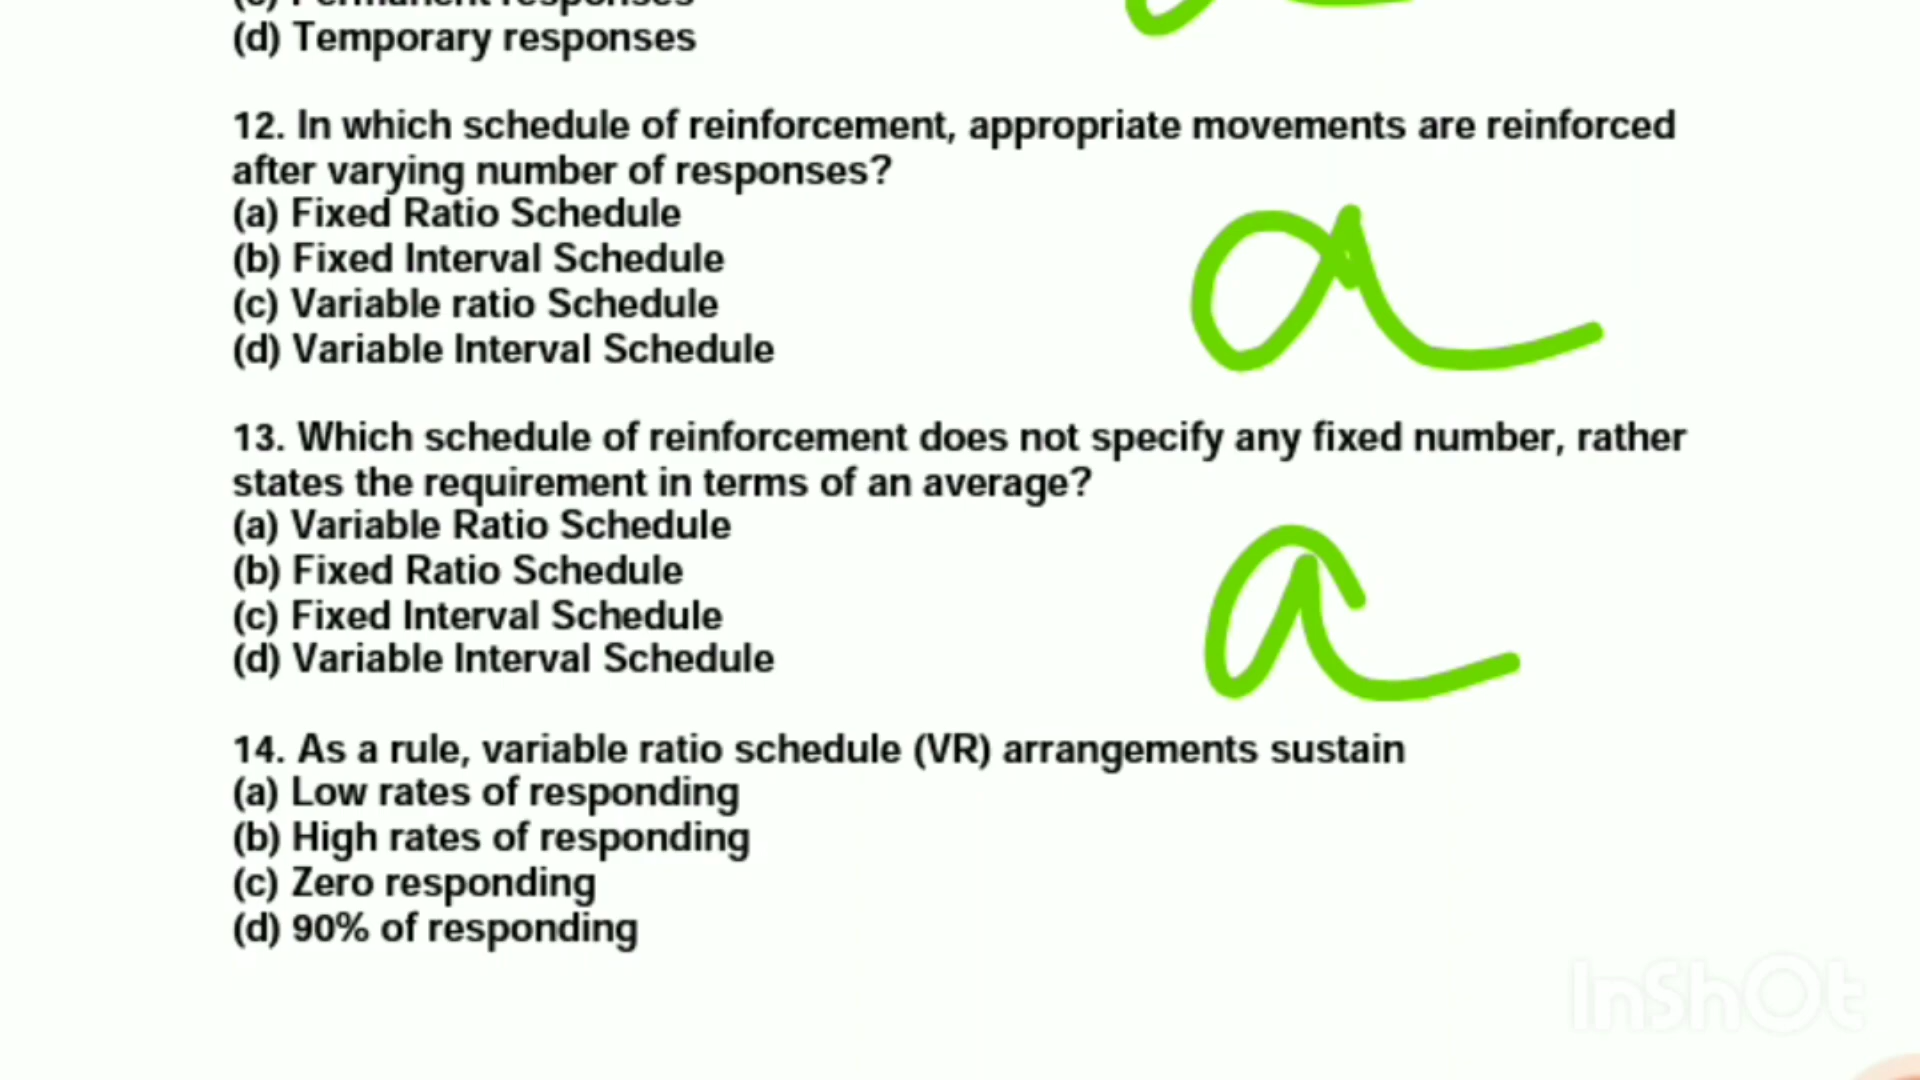 (c) Permanent responses
(d) Temporary responses
12. In which schedule of reinforcement, appropriate movements are reinforced
after varying number of responses?
(a) Fixed Ratio Schedule
(b) Fixed Interval Schedule
(c) Variable ratio Schedule
(d) Variable Interval Schedule
a
13. Which schedule of reinforcement does not specify any fixed number, rather
states the requirement in terms of an average?
(a) Variable Ratio Schedule
(b) Fixed Ratio Schedule
(c) Fixed Interval Schedule
(d) Variable Interval Schedule
a
14. As a rule, variable ratio schedule (VR) arrangements sustain
(a) Low rates of responding
(b) High rates of responding
(c) Zero responding
(d) 90% of responding
InShOt